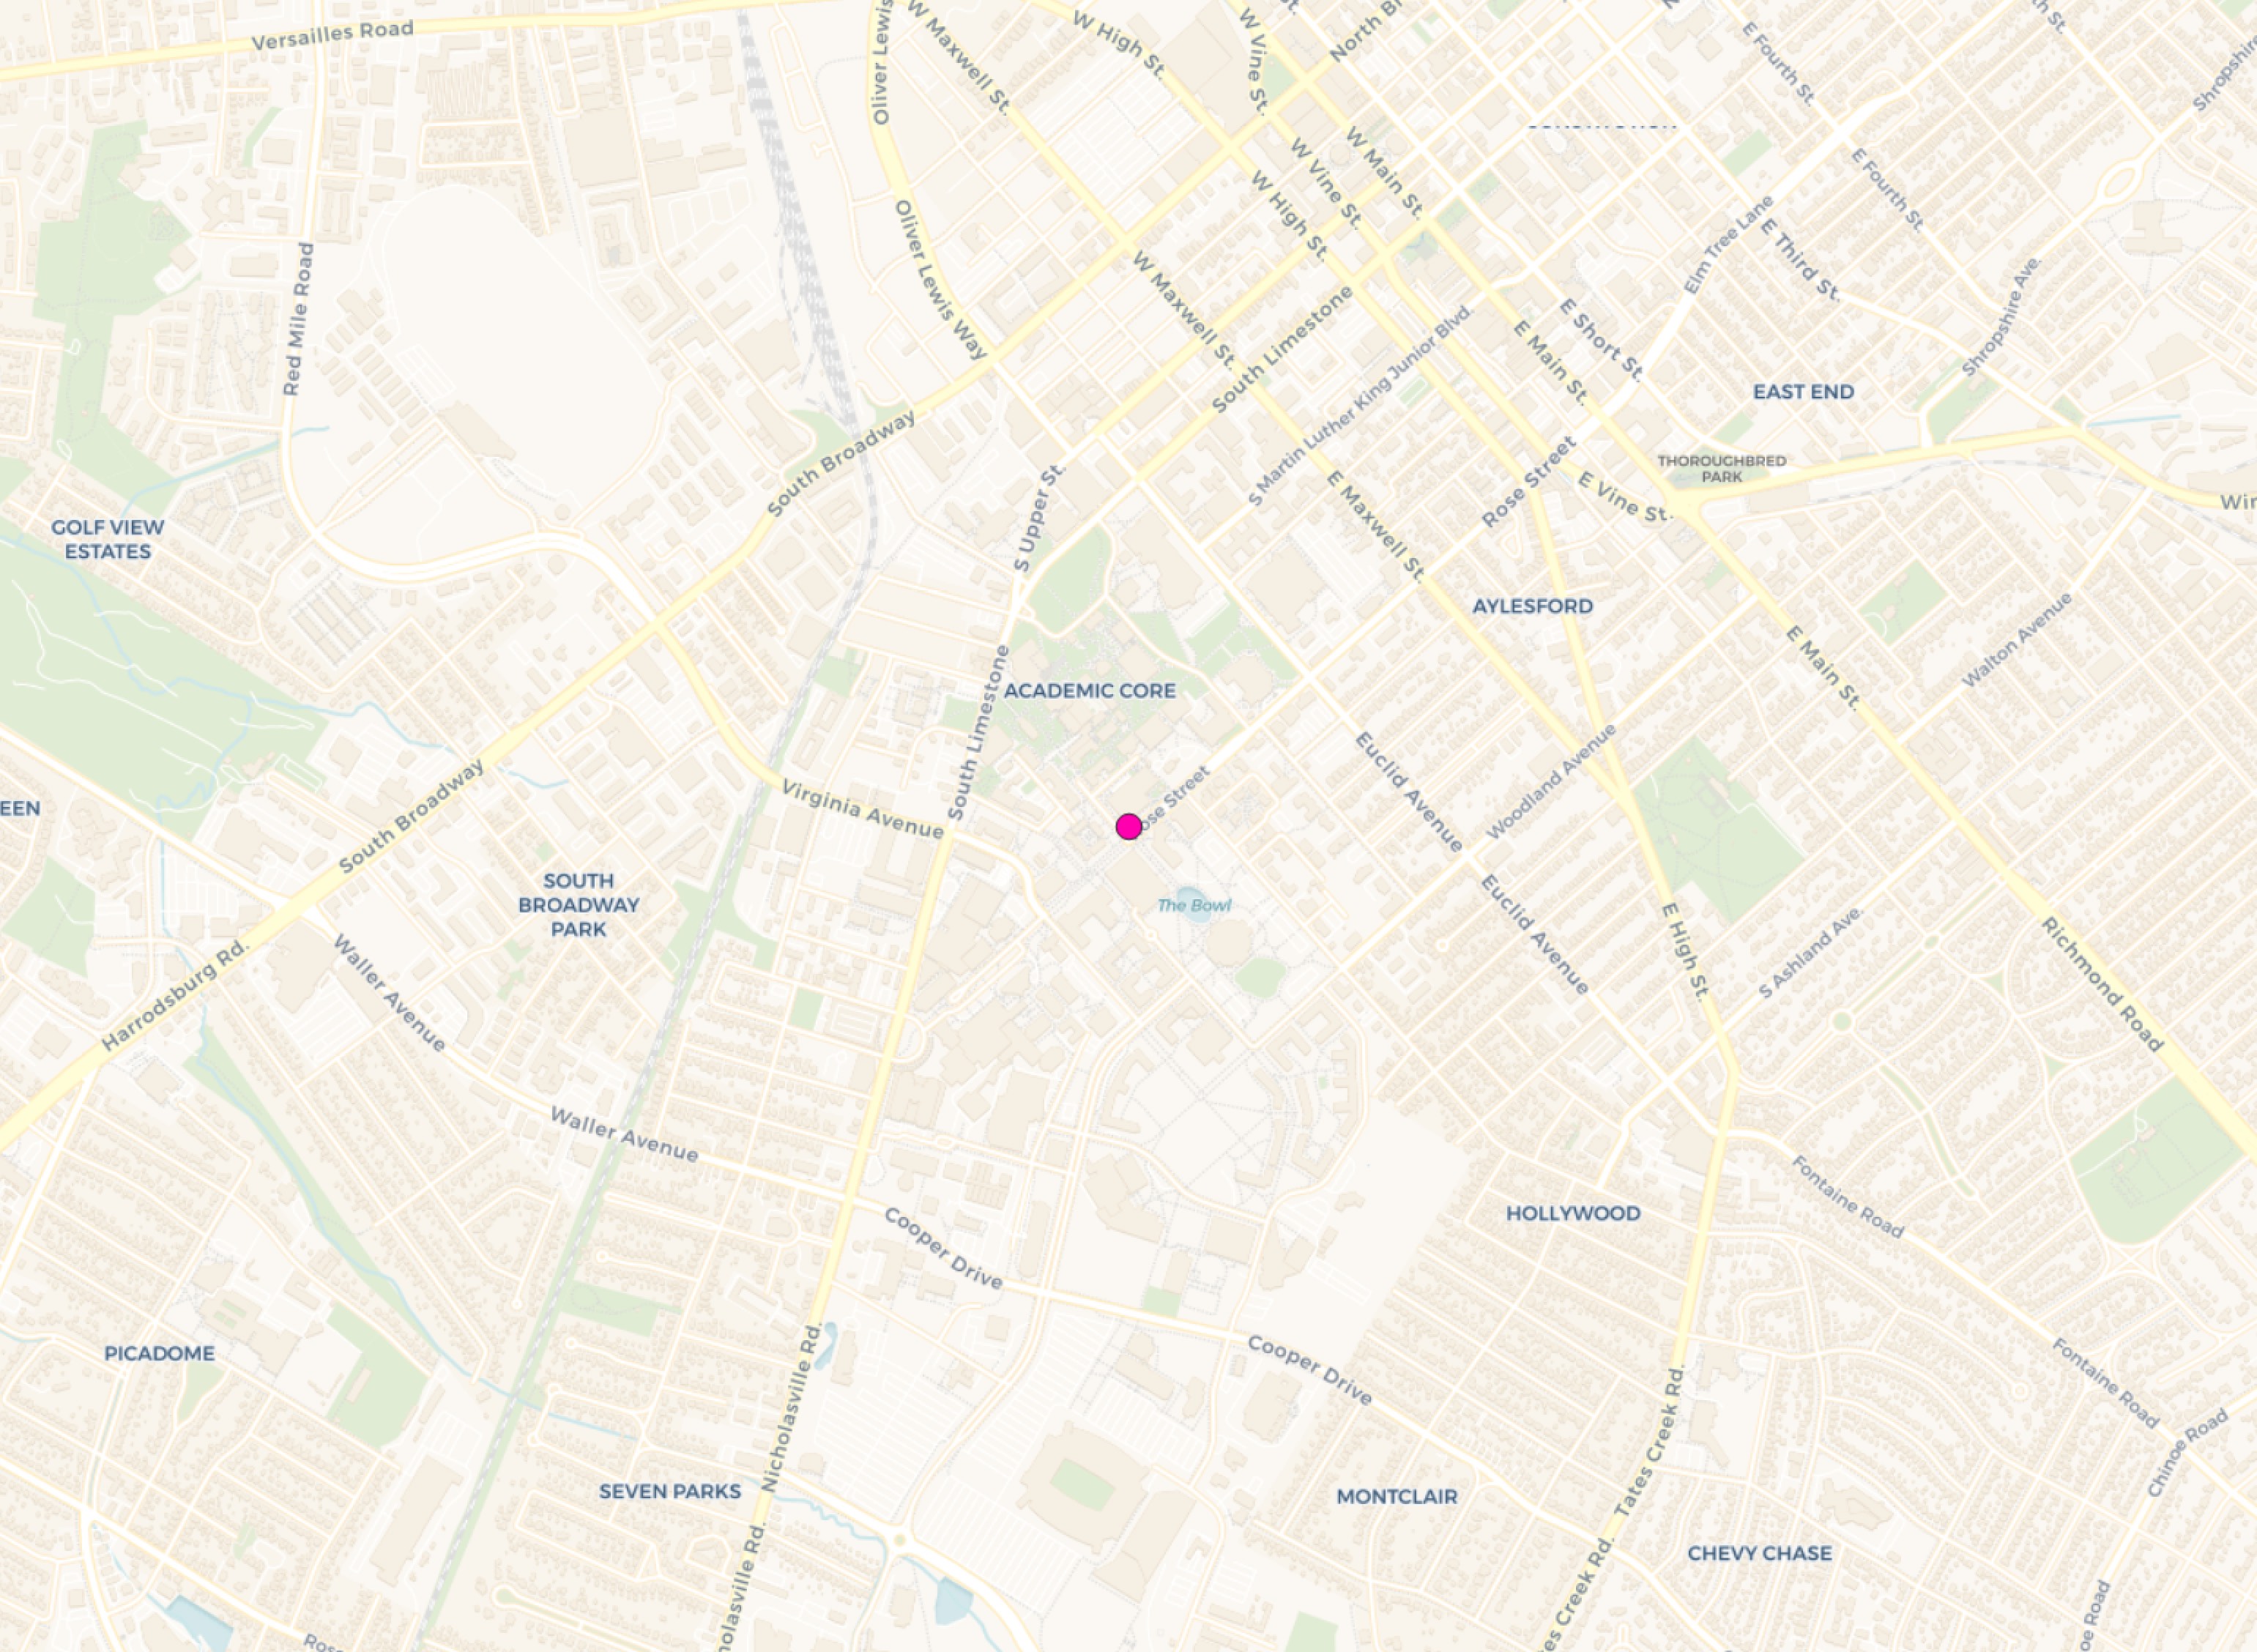 Versailles Road
Oliver Lewis
W Maxwell St.
W High St.
W Vine St.
E Fourth St.
W Main St.
W Vine St.
W High St.
E Fourth St.
Oliver Lewis Way
Elm Tree Lane
E Third St.
Red Mile Road
W Maxwell St.
South Limestone
S Martin Luther King Junior Blvd.
E Short St.
E Main St.
Shropshire Ave.
EAST END
South Broadway
S Upper St.
Rose Street
THOROUGHBRED
PARK
E Vine St.
E Maxwell St.
GOLF VIEW
ESTATES
AYLESFORD
Walton Avenue
E Main St.
South Limestone
ACADEMIC CORE
Euclid Avenue
Woodland Avenue
South Broadway
Virginia Avenue
ose Street
EEN
SOUTH
BROADWAY
PARK
The Bowl
Euclid Avenue
E High St.
S Ashland Ave.
Richmond Road
Harrodsburg Rd.
Waller Avenue
Waller Avenue
Fontaine Road
HOLLYWOOD
Cooper Drive
PICADOME
Cooper Drive
Nicholasville Rd.
Tates Creek Rd.
Fontaine Road
Chinoe Road
SEVEN PARKS
MONTCLAIR
CHEVY CHASE
holasville Rd.
es Creek Rd.
oe Road